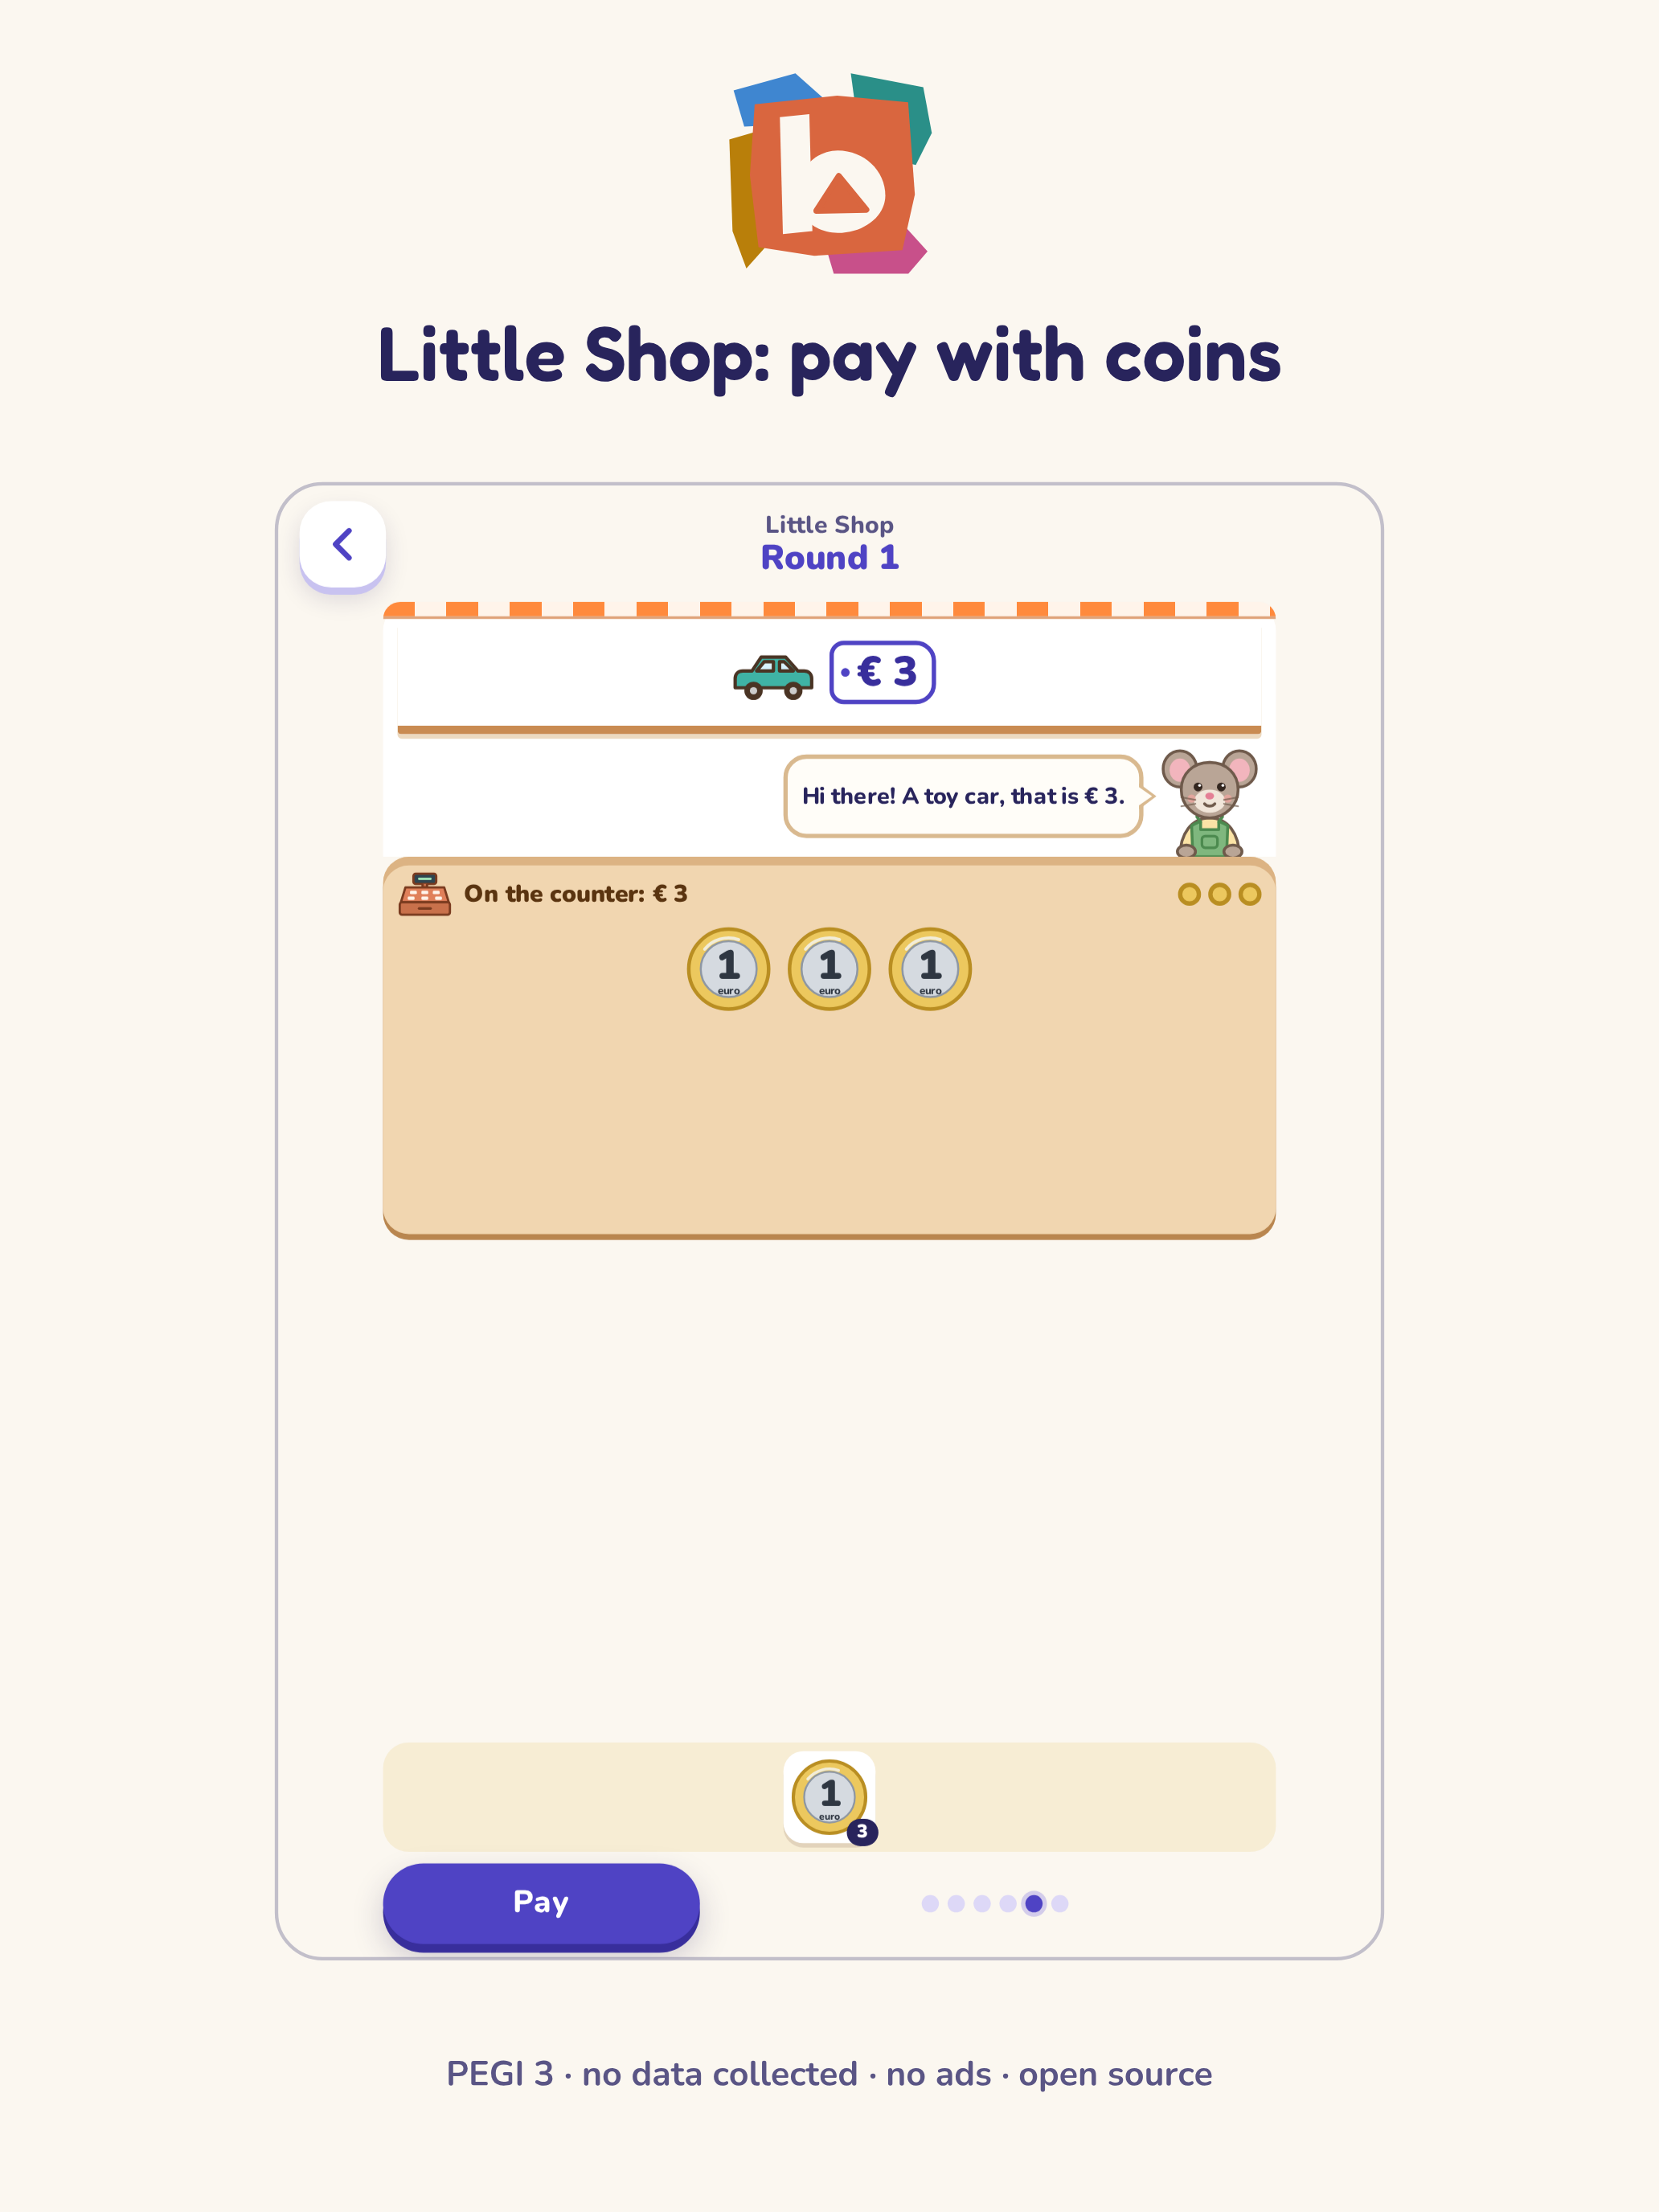 b
Little Shop: pay with coins
Little Shop
Round 1
€ 3
Hi there! A toy car, that is € 3.
On the counter: € 3
1 euro
1 euro
1 euro
1 euro
3
Pay
PEGI 3 · no data collected · no ads · open source